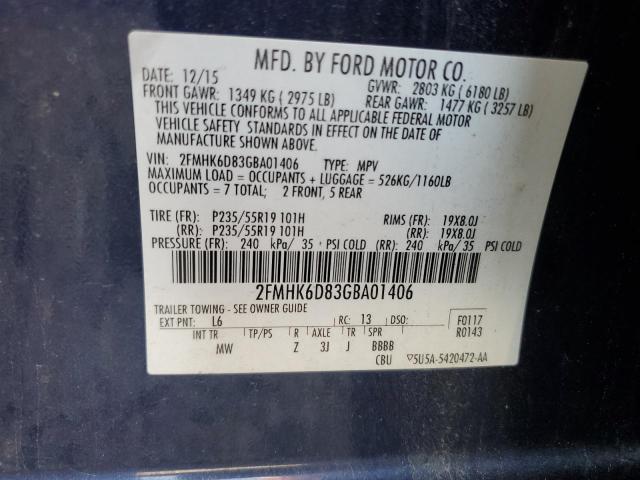 MFD. BY FORD MOTOR CO.
DATE: 12/15 GVWR: 2803 KG ( 6180 LB)
FRONT GAWR: 1349 KG ( 2975 LB) REAR GAWR: 1477 KG ( 3257 LB)
THIS VEHICLE CONFORMS TO ALL APPLICABLE FEDERAL MOTOR
VEHICLE SAFETY STANDARDS IN EFFECT ON THE DATE OF
MANUFACTURE SHOWN ABOVE.
VIN: 2FMHK6D83GBA01406 TYPE: MPV
MAXIMUM LOAD = OCCUPANTS + LUGGAGE = 526KG/1160LB
OCCUPANTS = 7 TOTAL; 2 FRONT, 5 REAR
TIRE (FR): P235/55R19 101H RIMS (FR): 19X8.0J
(RR): P235/55R19 101H (RR): 19X8.0J
PRESSURE (FR): 240 kPa/ 35 PSI COLD (RR): 240 kPa/ 35 PSI COLD
2FMHK6D83GBA01406
TRAILER TOWING - SEE OWNER GUIDE
EXT PNT: L6 RC: 13 DSO: F0117
R0143
INT TR TP/PS R AXLE TR SPR
MW Z 3J J BBBB
CBU 5U5A-5420472-AA